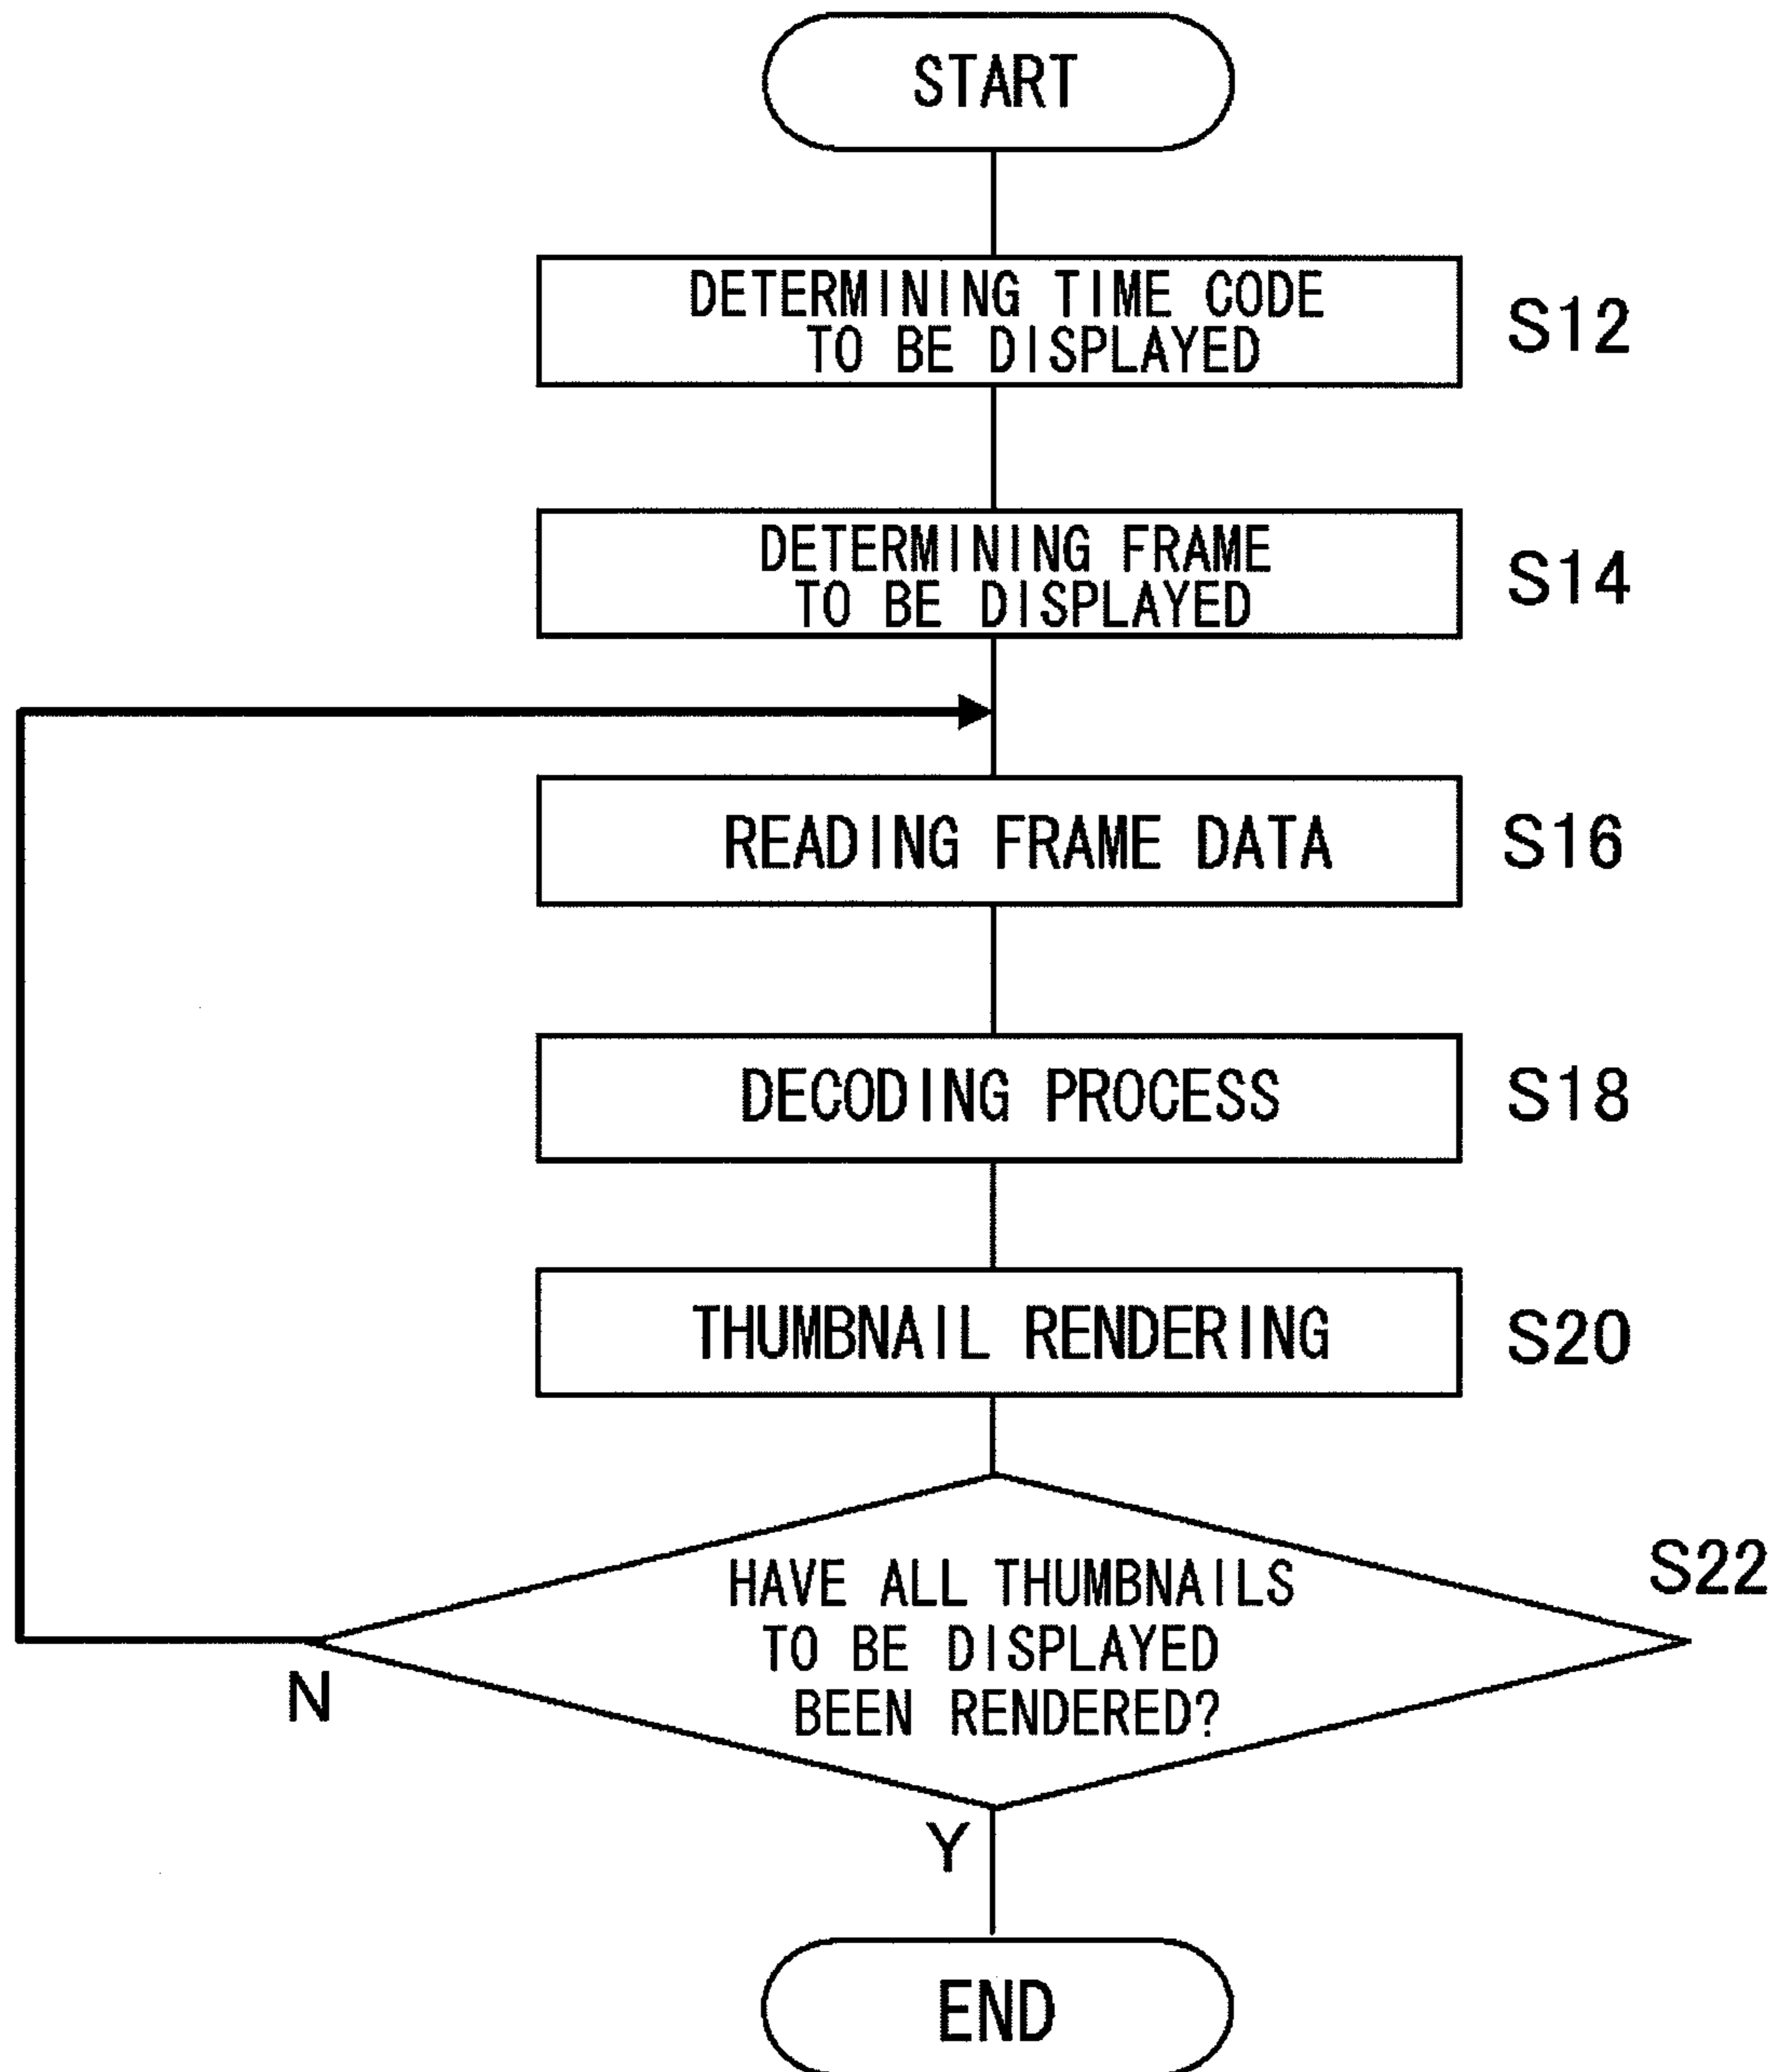 START
DETERMINING TIME CODE
TO BE DISPLAYED
S12
DETERMINING FRAME
TO BE DISPLAYED
S14
READING FRAME DATA
S16
DECODING PROCESS
S18
THUMBNAIL RENDERING
S20
HAVE ALL THUMBNAILS
TO BE DISPLAYED
BEEN RENDERED?
S22
N
Y
END